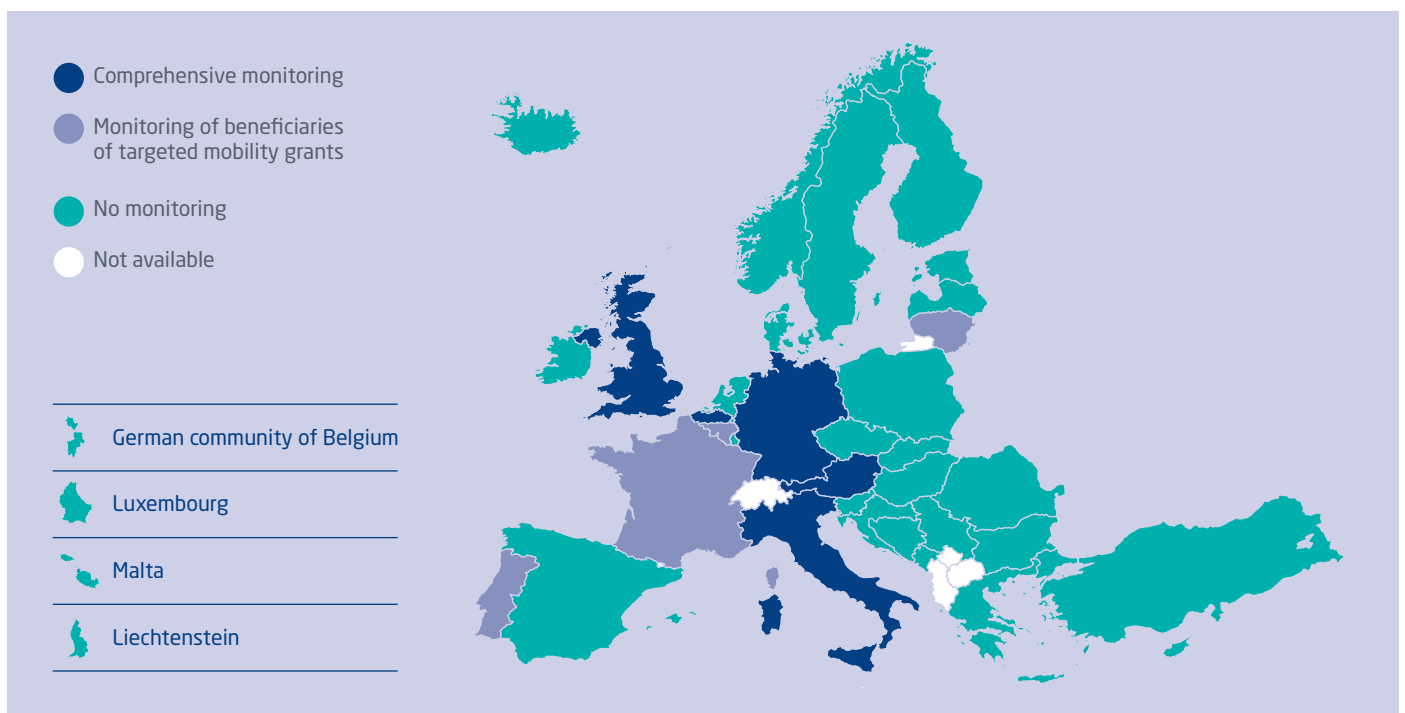 Comprehensive monitoring
Monitoring of beneficiaries
of targeted mobility grants
No monitoring
Not available
German community of Belgium
Luxembourg
Malta
Liechtenstein